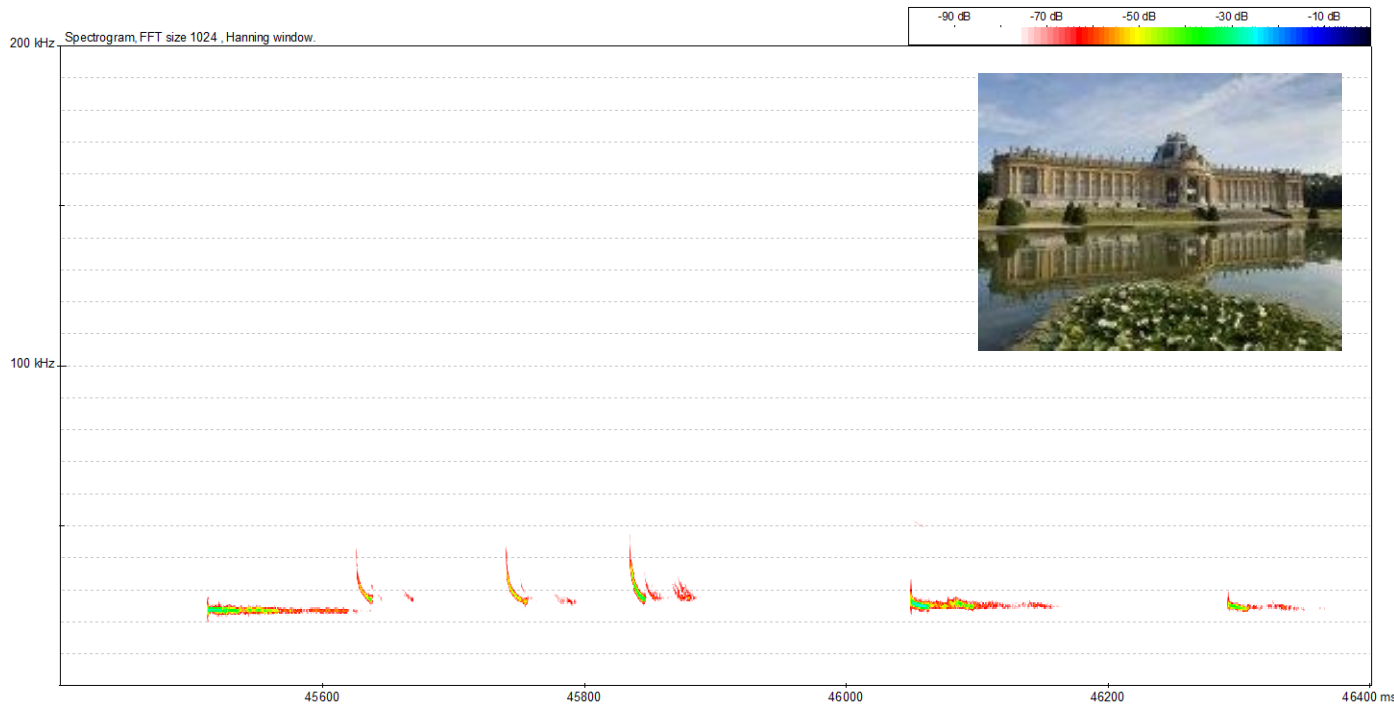 -90 dB -70 dB -50 dB -30 dB -10 dB
200 kHz
Spectrogram, FFT size 1024 , Hanning window.
100 kHz
45600 45800 46000 46200 46400 ms